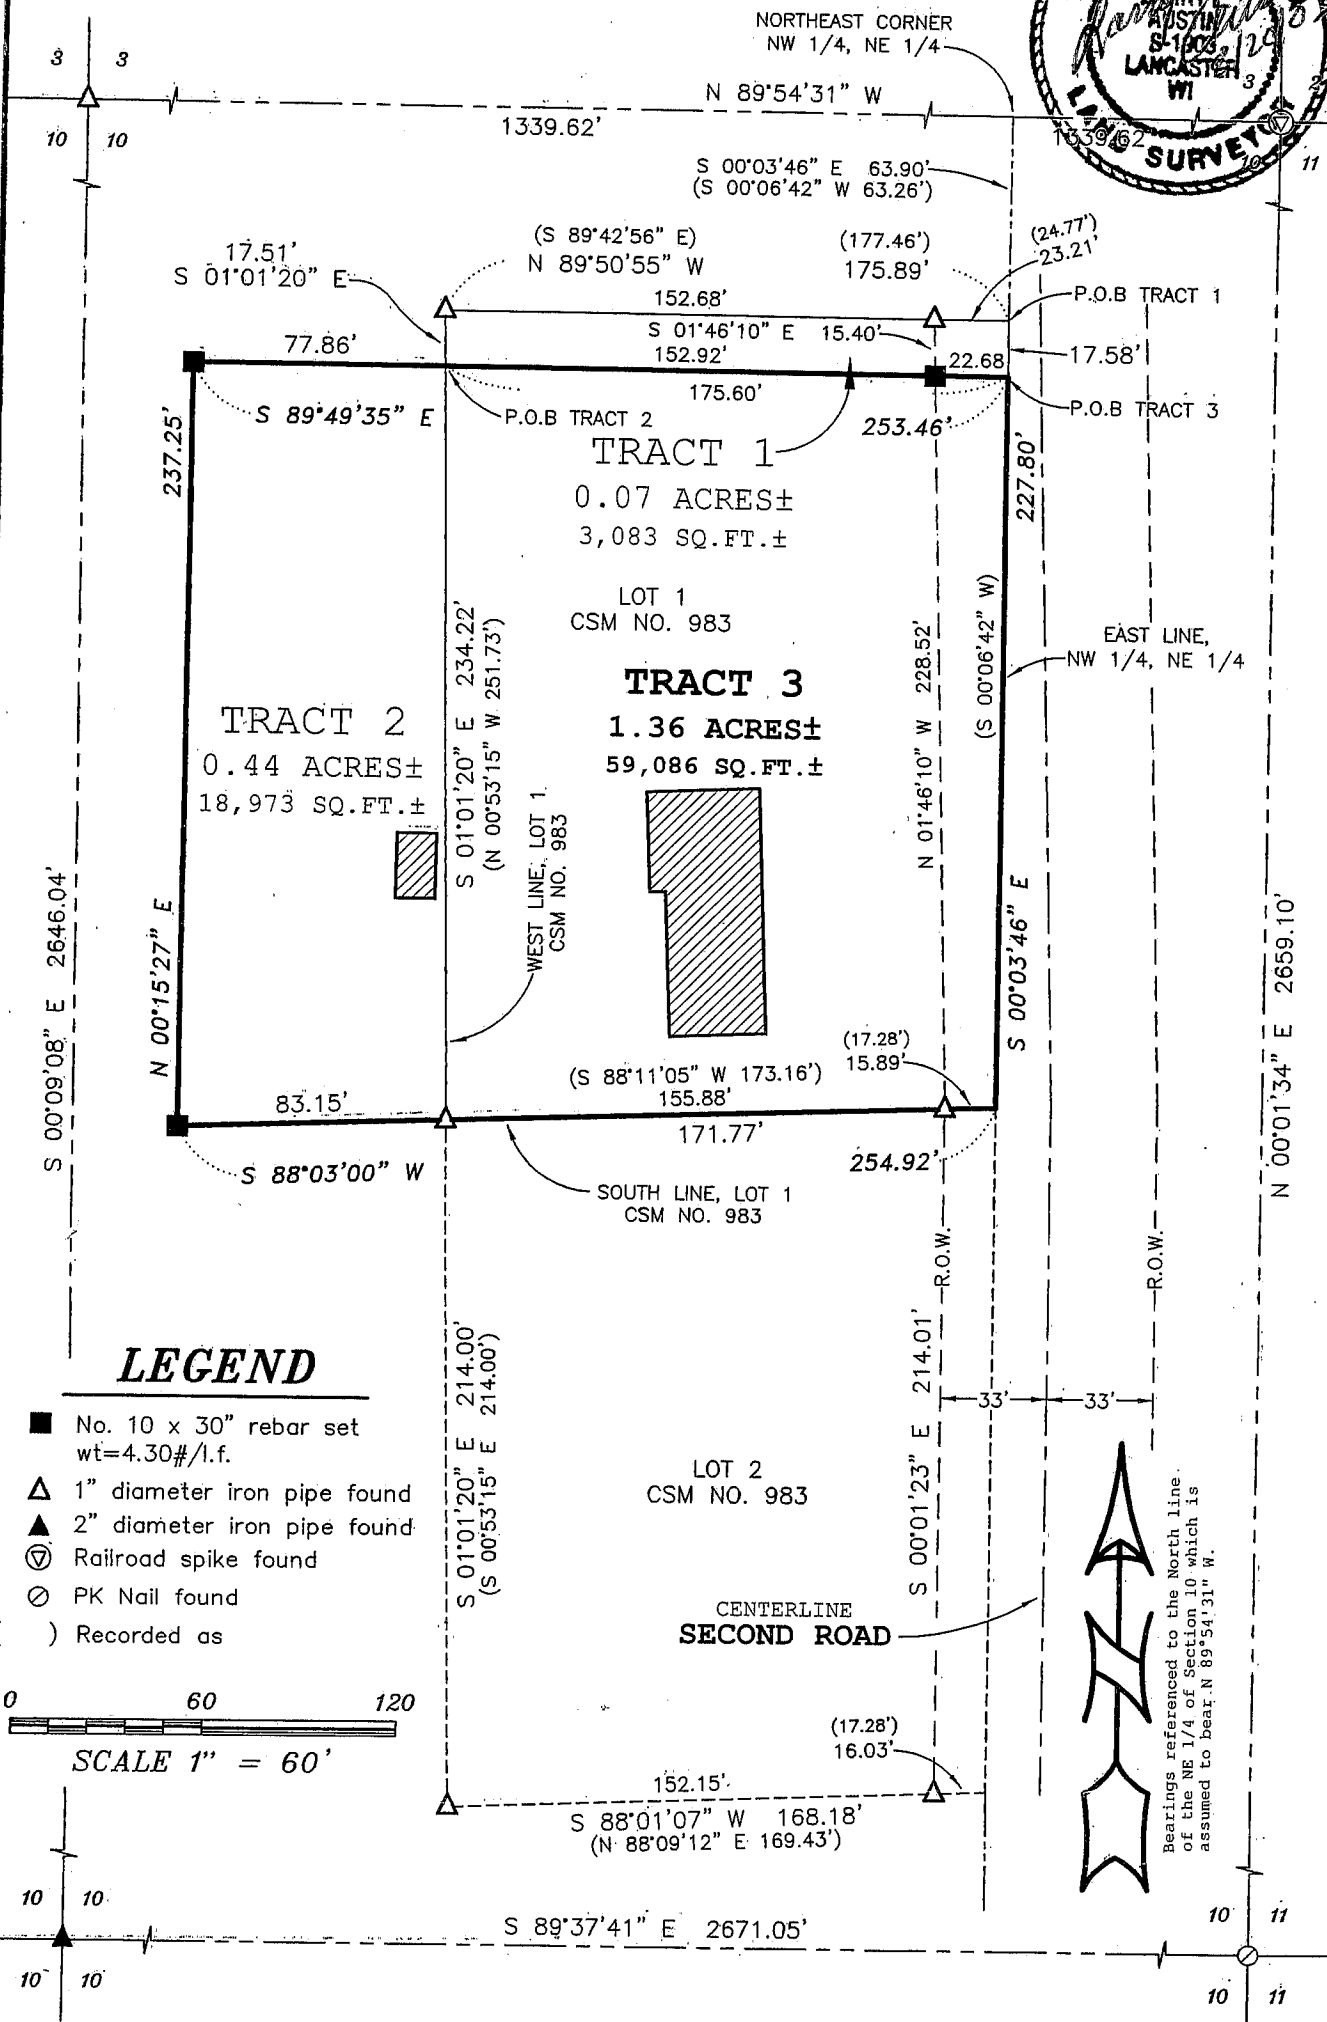 NORTHEAST CORNER
NW 1/4, NE 1/4
AUSTIN
S-1003
LANCASTER
WI
LAND SURVEYOR
3
3
10
10
3
2
10
11
N 89°54'31" W
1339.62'
1339.62
S 00°03'46" E 63.90'
(S 00°06'42" W 63.26')
17.51'
S 01°01'20" E
(S 89°42'56" E)
N 89°50'55" W
(177.46')
175.89'
(24.77')
23.21'
152.68'
P.O.B TRACT 1
S 01°46'10" E 15.40'
77.86'
152.92'
22.68
17.58'
175.60'
S 89°49'35" E
P.O.B TRACT 2
253.46'
P.O.B TRACT 3
237.25'
227.80'
TRACT 1
0.07 ACRES±
3,083 SQ.FT.±
LOT 1
CSM NO. 983
TRACT 3
1.36 ACRES±
59,086 SQ.FT.±
EAST LINE,
NW 1/4, NE 1/4
TRACT 2
0.44 ACRES±
18,973 SQ.FT.±
S 01°01'20" E 234.22'
(N 00°53'15" W 251.73')
N 01°46'10" W 228.52'
(S 00°06'42" W)
WEST LINE, LOT 1
CSM NO. 983
S 00°09'08" E 2646.04'
N 00°15'27" E
S 00°03'46" E
N 00°01'34" E 2659.10'
(17.28')
15.89'
(S 88°11'05" W 173.16')
83.15'
155.88'
171.77'
S 88°03'00" W
254.92'
SOUTH LINE, LOT 1
CSM NO. 983
R.O.W.
R.O.W.
LEGEND
No. 10 x 30" rebar set
wt=4.30#/l.f.
1" diameter iron pipe found
2" diameter iron pipe found
Railroad spike found
PK Nail found
) Recorded as
S 01°01'20" E 214.00'
(S 00°53'15" E 214.00')
S 00°01'23" E 214.01'
33'
33'
LOT 2
CSM NO. 983
CENTERLINE
SECOND ROAD
Bearings referenced to the North line
of the NE 1/4 of Section 10 which is
assumed to bear N 89°54'31" W.
0 60 120
SCALE 1" = 60'
(17.28')
16.03'
152.15'
S 88°01'07" W 168.18'
(N 88°09'12" E 169.43')
10
10
S 89°37'41" E 2671.05'
10
11
10
10
10
11